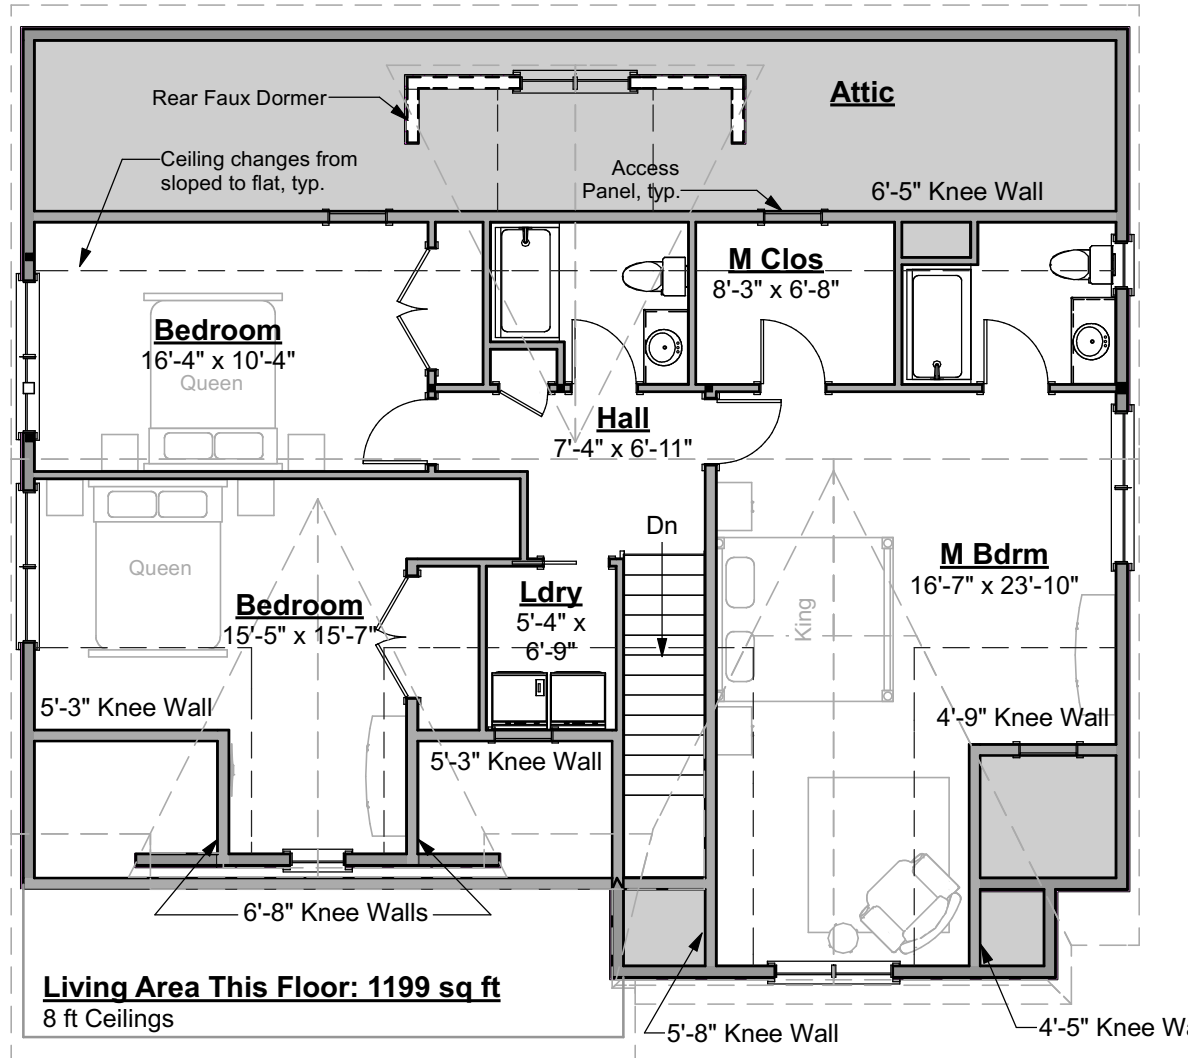 Attic
Rear Faux Dormer
Ceiling changes from
sloped to flat, typ.
Access
Panel, typ.
6'-5" Knee Wall
M Clos
8'-3" x 6'-8"
Bedroom
16'-4" x 10'-4"
Queen
Hall
7'-4" x 6'-11"
Dn
M Bdrm
16'-7" x 23'-10"
King
Queen
Bedroom
15'-5" x 15'-7"
Ldry
5'-4" x
6'-9"
5'-3" Knee Wall
5'-3" Knee Wall
4'-9" Knee Wall
6'-8" Knee Walls
Living Area This Floor: 1199 sq ft
8 ft Ceilings
5'-8" Knee Wall
4'-5" Knee Wa